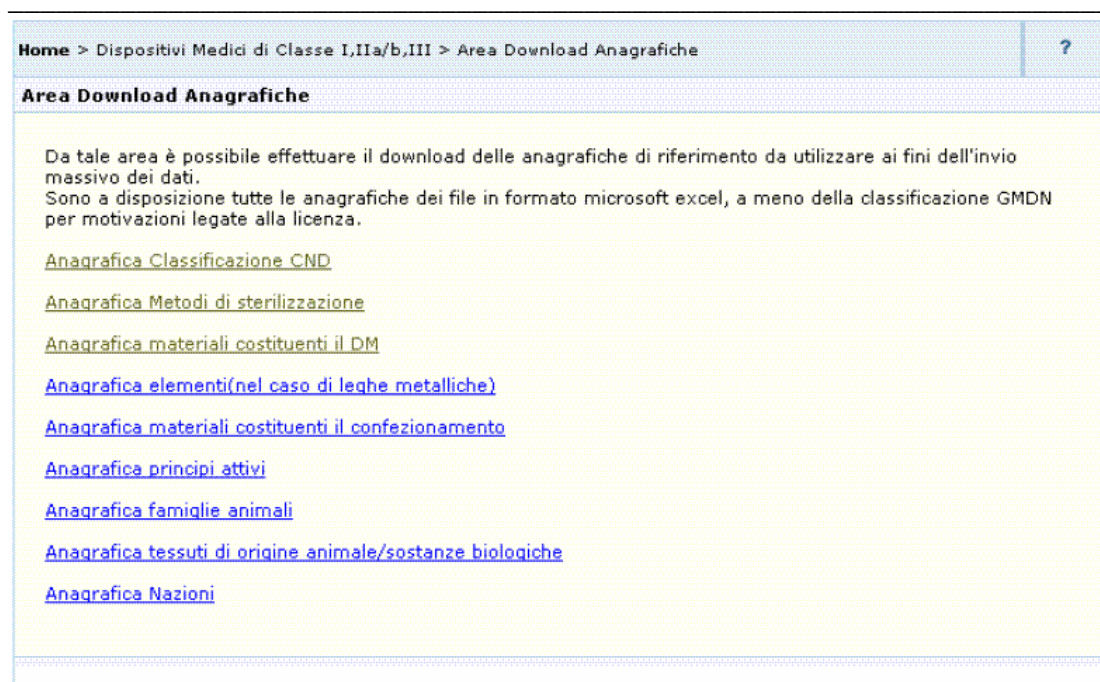 Home > Dispositivi Medici di Classe I,IIa/b,III > Area Download Anagrafiche ?
Area Download Anagrafiche
Da tale area è possibile effettuare il download delle anagrafiche di riferimento da utilizzare ai fini dell'invio
massivo dei dati.
Sono a disposizione tutte le anagrafiche dei file in formato microsoft excel, a meno della classificazione GMDN
per motivazioni legate alla licenza.
Anagrafica Classificazione CND
Anagrafica Metodi di sterilizzazione
Anagrafica materiali costituenti il DM
Anagrafica elementi(nel caso di leghe metalliche)
Anagrafica materiali costituenti il confezionamento
Anagrafica principi attivi
Anagrafica famiglie animali
Anagrafica tessuti di origine animale/sostanze biologiche
Anagrafica Nazioni